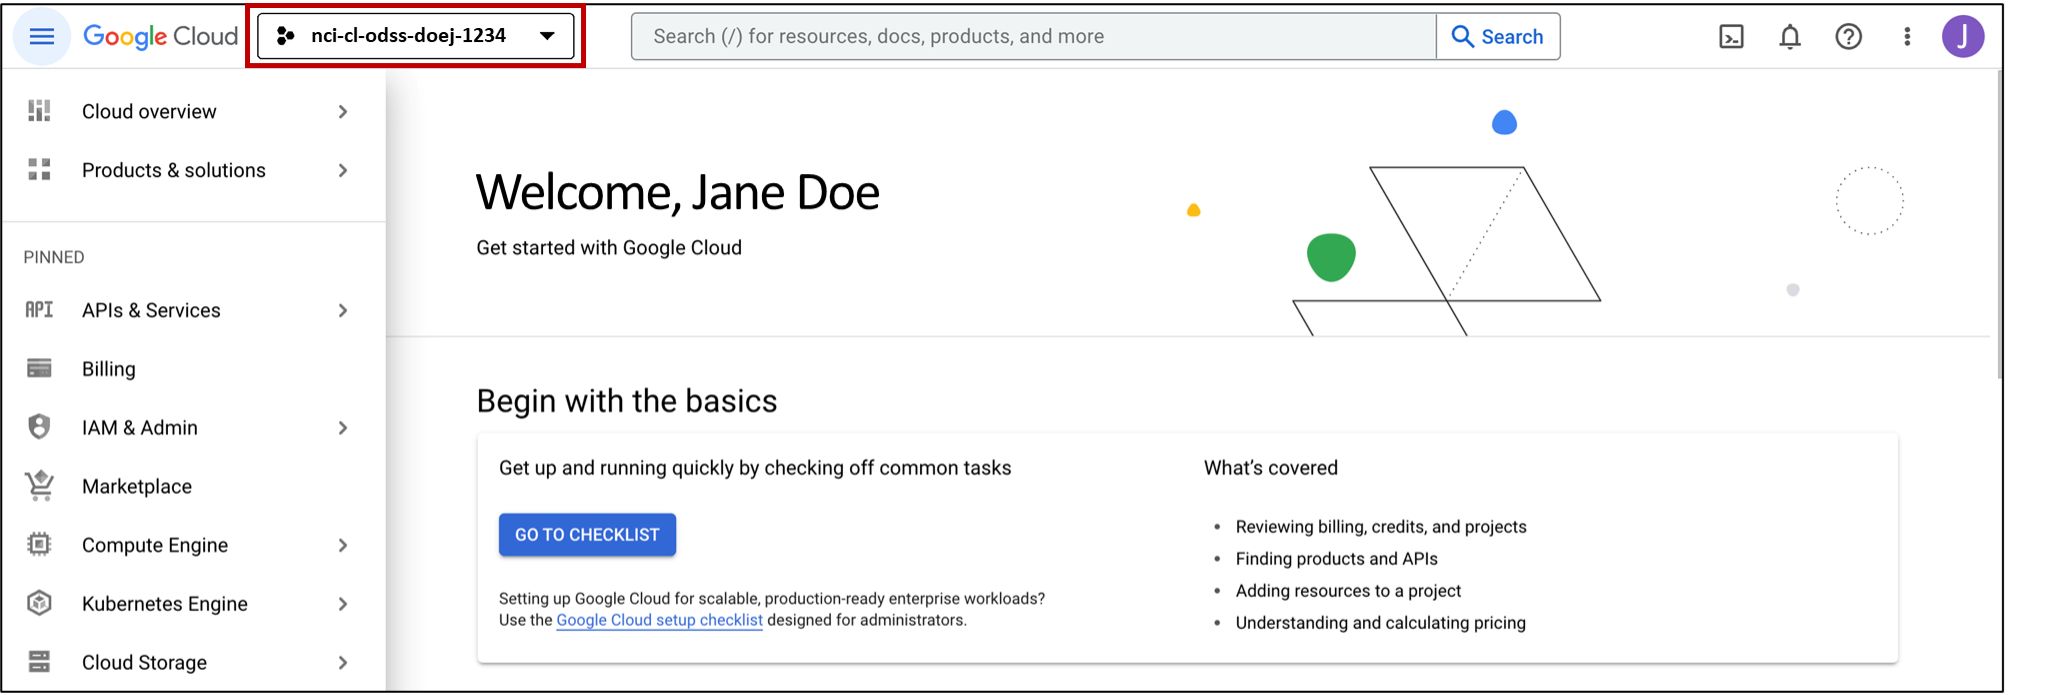 Google Cloud
nci-cl-odss-doej-1234
Search (/) for resources, docs, products, and more
Search
J
Cloud overview
Products & solutions
PINNED
API APIs & Services
Billing
IAM & Admin
Marketplace
Compute Engine
Kubernetes Engine
Cloud Storage
Welcome, Jane Doe
Get started with Google Cloud
Begin with the basics
Get up and running quickly by checking off common tasks
GO TO CHECKLIST
Setting up Google Cloud for scalable, production-ready enterprise workloads?
Use the Google Cloud setup checklist designed for administrators.
What's covered
• Reviewing billing, credits, and projects
• Finding products and APIs
• Adding resources to a project
• Understanding and calculating pricing